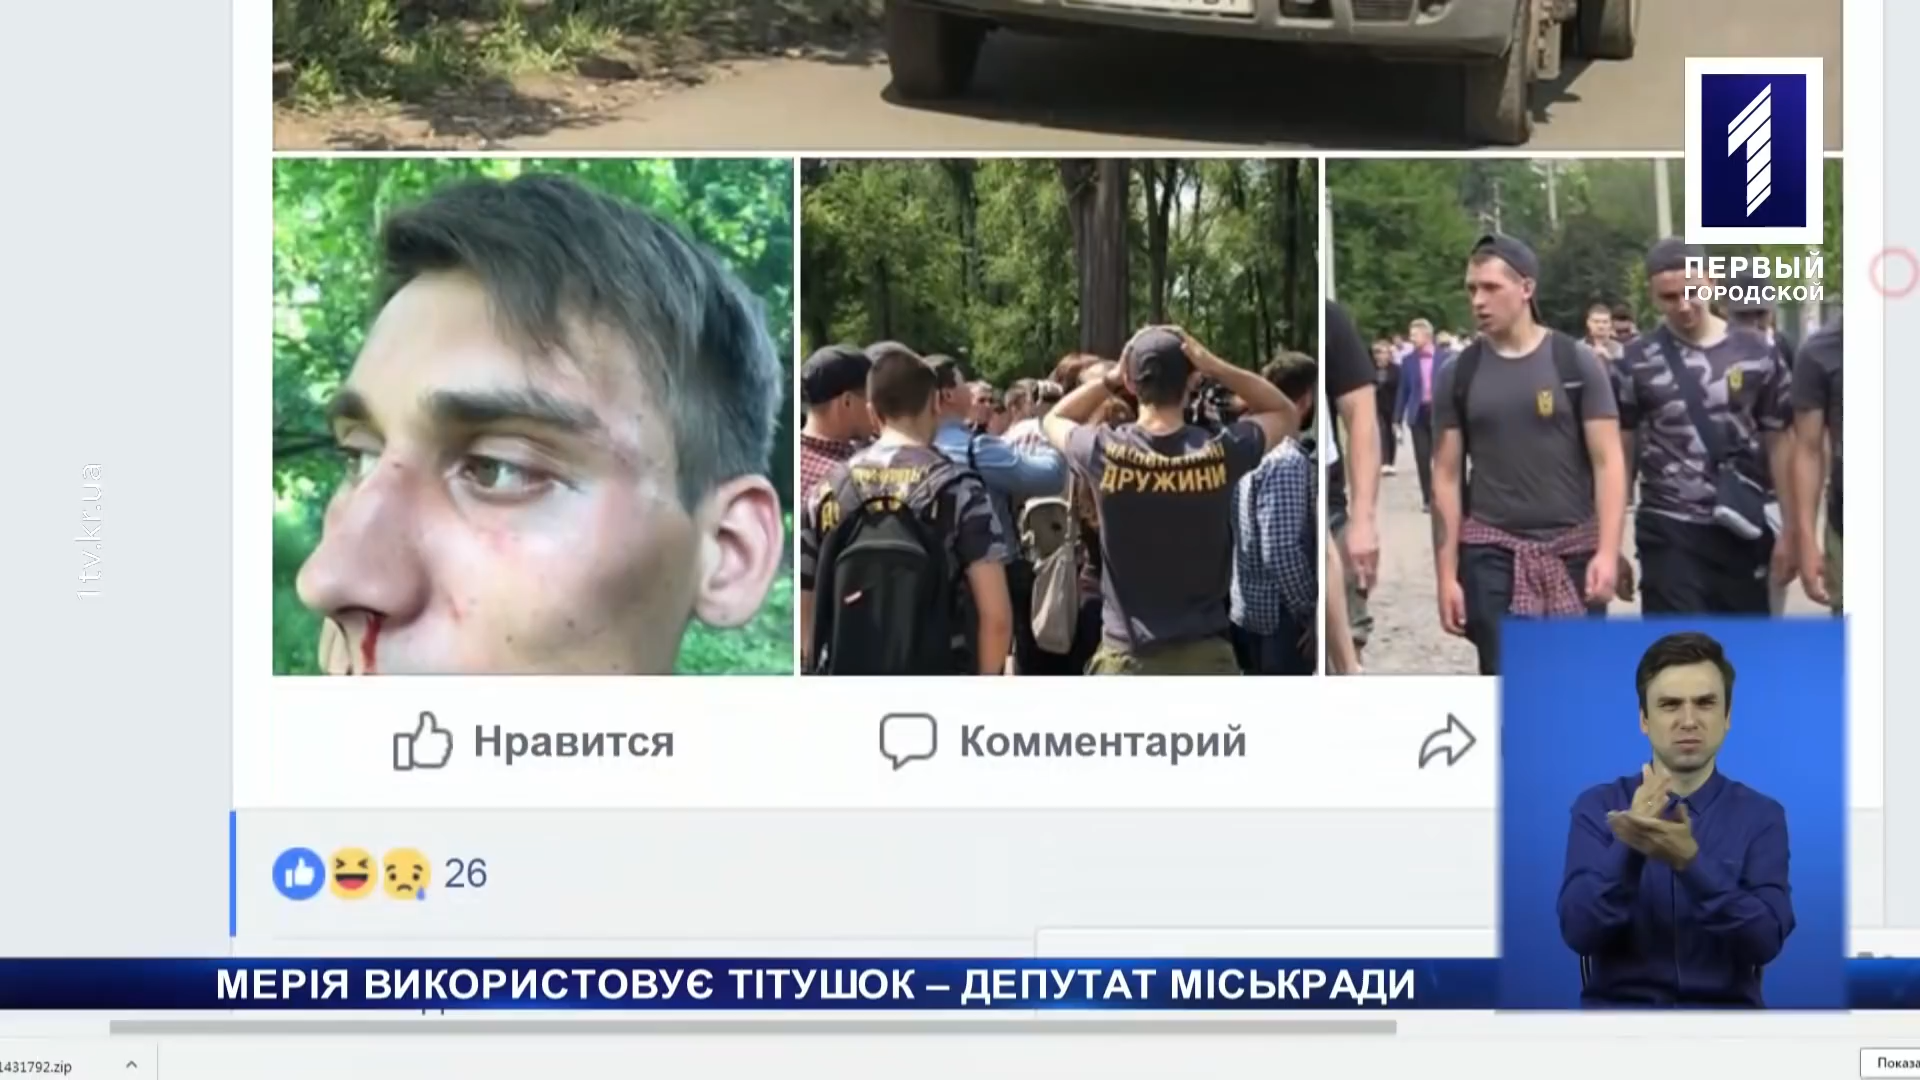 ПЕРВЫЙ
ГОРОДСКОЙ
1tv.kr.ua
ДРУЖИНИ
Нравится
Комментарий
26
МЕРІЯ ВИКОРИСТОВУЄ ТІТУШОК – ДЕПУТАТ МІСЬКРАДИ
1431792.zip
Показа